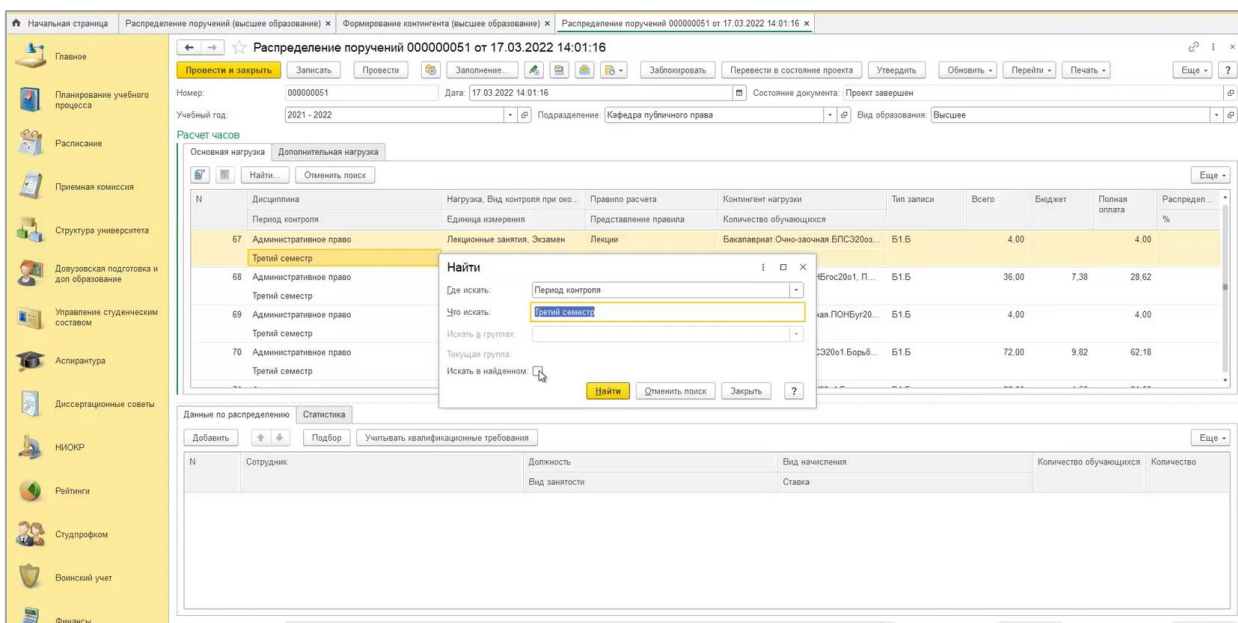 Начальная страница
Распределение поручений (высшее образование) ×
Формирование контингента (высшее образование) ×
Распределение поручений 000000051 от 17.03.2022 14:01:16 ×
Главное
Планирование учебного процесса
Расписание
Приемная комиссия
Структура университета
Довузовская подготовка и доп образование
Управление студенческим составом
Аспирантура
Диссертационные советы
НИОКР
Рейтинги
Студпрофком
Воинский учет
Финансы
Распределение поручений 000000051 от 17.03.2022 14:01:16
Провести и закрыть Записать Провести Заполнение... Заблокировать Перевести в состояние проекта Утвердить Обновить Перейти Печать Еще ?
Номер: 000000051 Дата: 17.03.2022 14:01:16 Состояние документа: Проект завершен
Учебный год: 2021 - 2022 Подразделение: Кафедра публичного права Вид образования: Высшее
Расчет часов
Основная нагрузка Дополнительная нагрузка
Найти... Отменить поиск Еще
N Дисциплина Нагрузка, Вид контроля при око... Правило расчета Контингент нагрузки Тип записи Всего Бюджет Полная оплата Распредел...
Период контроля Единица измерения Представление правила Количество обучающихся %
67 Административное право Лекционные занятия, Экзамен Лекции Бакалавриат.Очно-заочная.БПСЭ20оз... Б1.Б 4,00 4,00
Третий семестр
68 Административное право Б1.Б 36,00 7,38 28,62
Третий семестр
69 Административное право Б1.Б 4,00 4,00
Третий семестр
70 Административное право Б1.Б 72,00 9,82 62,18
Третий семестр
Найти
Где искать: Период контроля
Что искать: Третий семестр
Искать в группах:
Текущая группа:
Искать в найденном:
Найти Отменить поиск Закрыть ?
Данные по распределению Статистика
Добавить Подбор Учитывать квалификационные требования Еще
N Сотрудник Должность Вид начисления Количество обучающихся Количество
Вид занятости Ставка